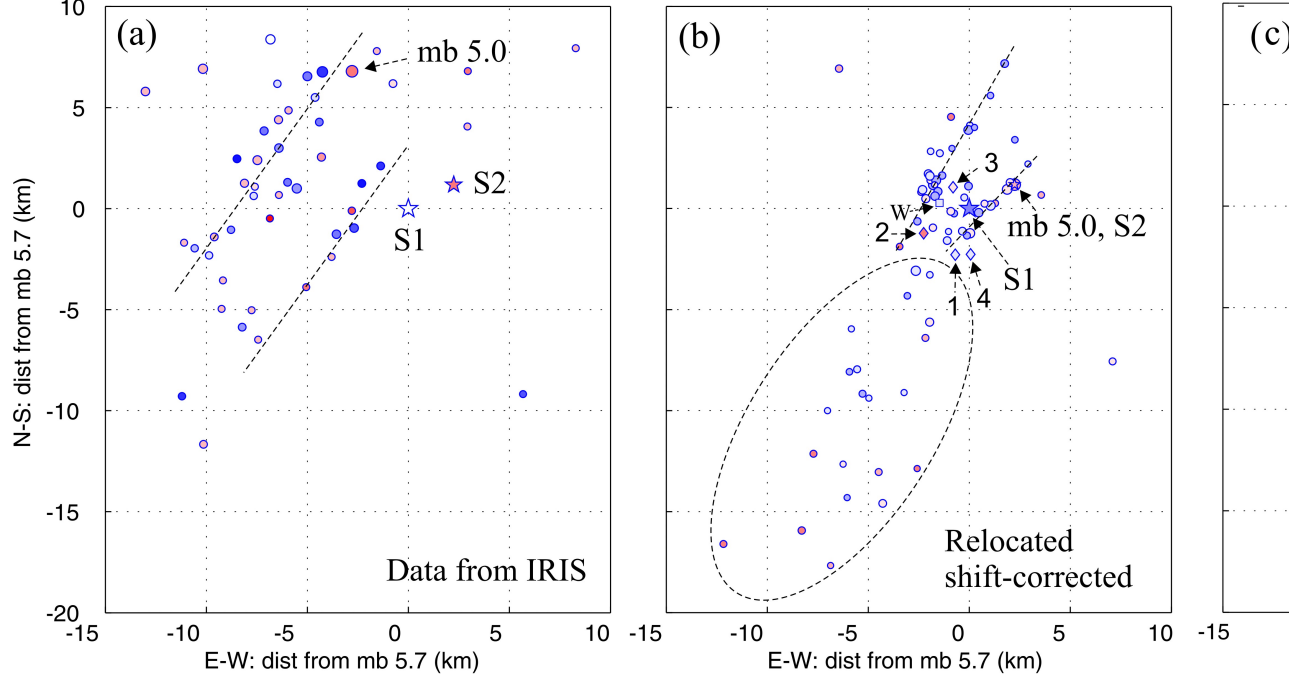 (a)
mb 5.0
S2
S1
Data from IRIS
10
5
0
-5
-10
-15
-20
-15
-10
-5
0
5
10
N-S: dist from mb 5.7 (km)
E-W: dist from mb 5.7 (km)
(b)
3
W
2
mb 5.0, S2
S1
1
4
Relocated
shift-corrected
-15
-10
-5
0
5
10
E-W: dist from mb 5.7 (km)
(c)
-15